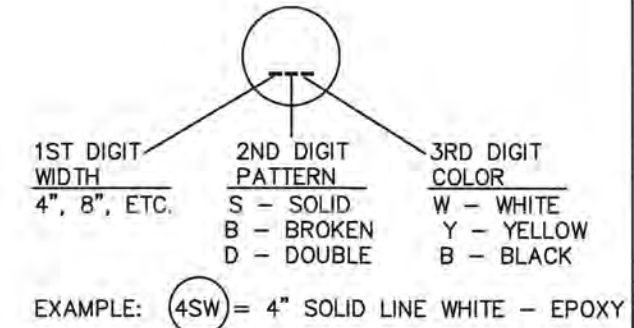 1ST DIGIT 2ND DIGIT 3RD DIGIT
WIDTH PATTERN COLOR
4", 8", ETC. S – SOLID W – WHITE
B – BROKEN Y – YELLOW
D – DOUBLE B – BLACK
EXAMPLE: 4SW = 4" SOLID LINE WHITE – EPOXY